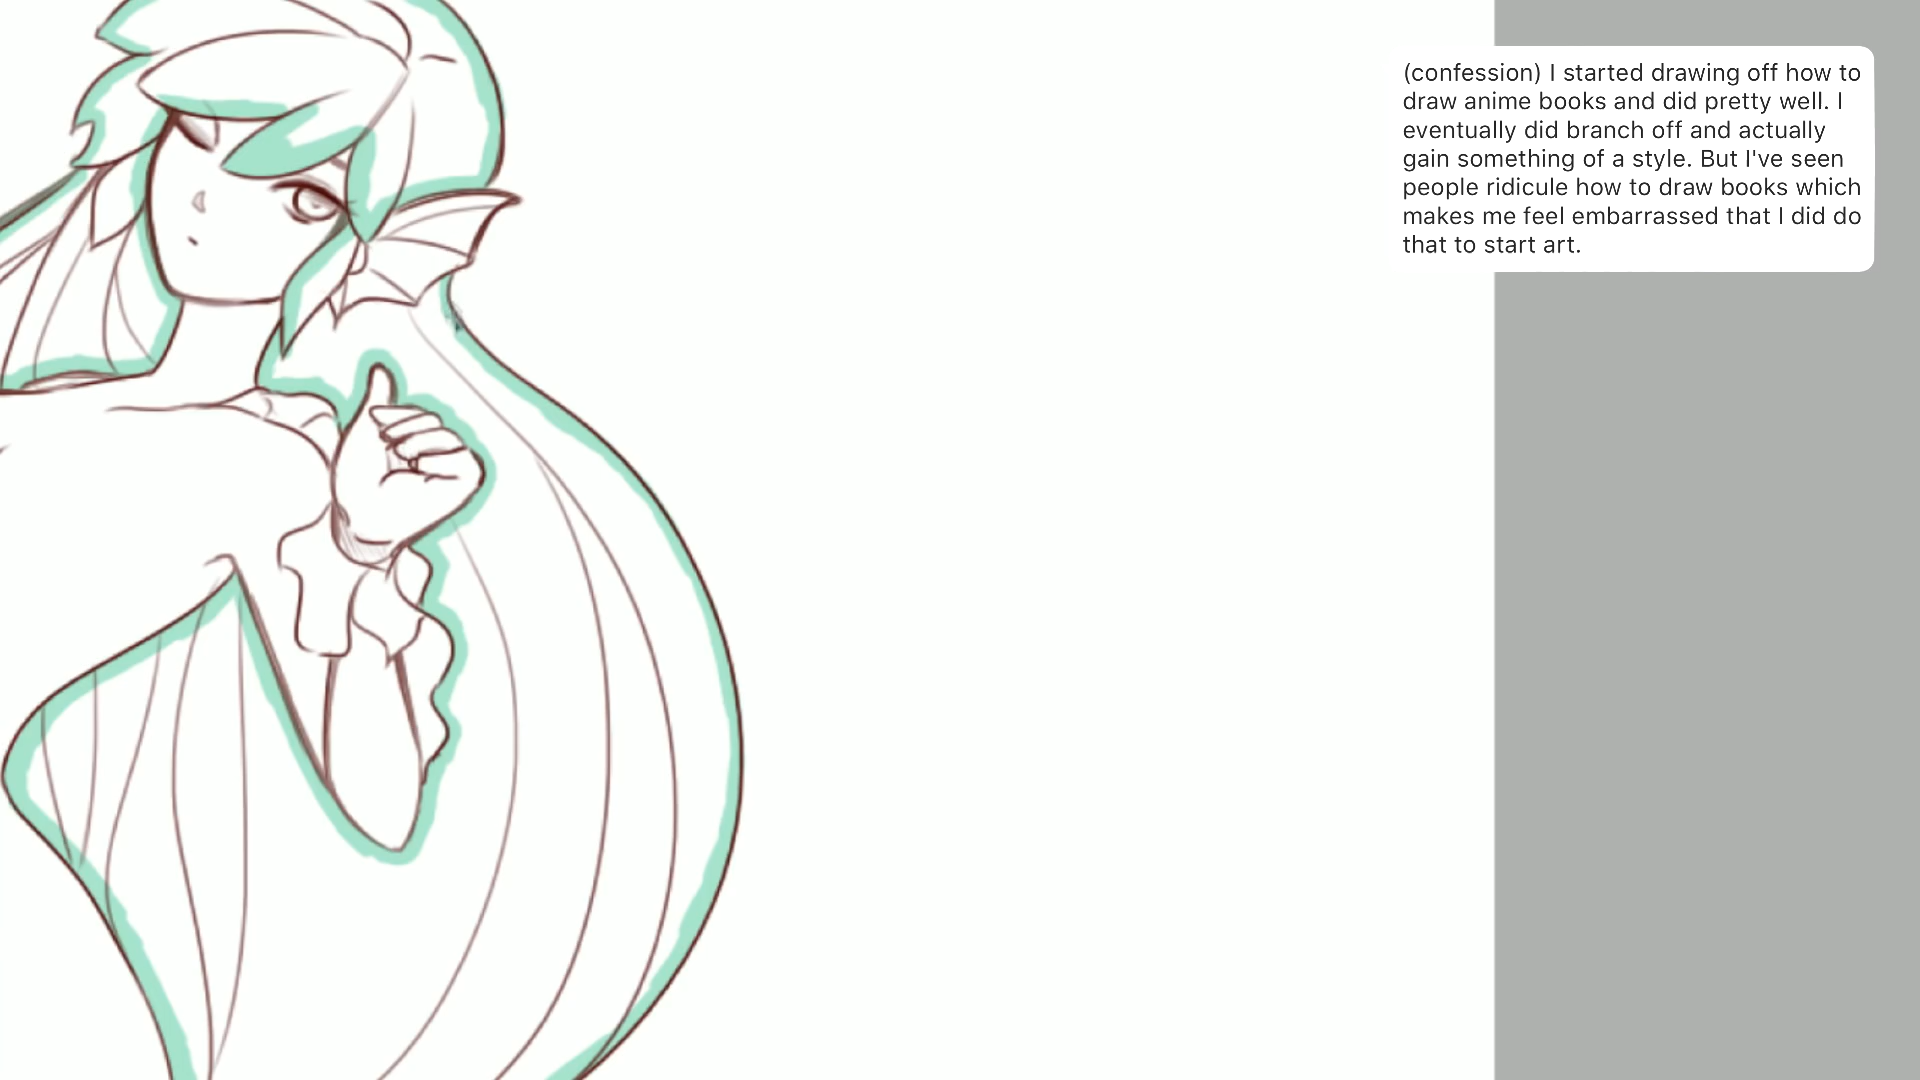 (confession) I started drawing off how to
draw anime books and did pretty well. I
eventually did branch off and actually
gain something of a style. But I've seen
people ridicule how to draw books which
makes me feel embarrassed that I did do
that to start art.